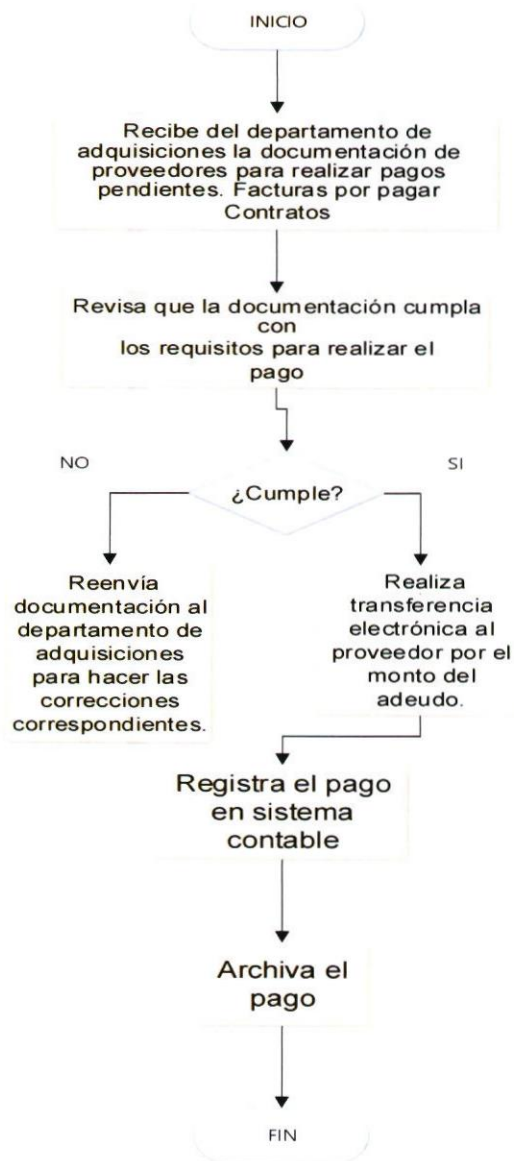 INICIO
Recibe del departamento de
adquisiciones la documentación de
proveedores para realizar pagos
pendientes. Facturas por pagar
Contratos
Revisa que la documentación cumpla
con
los requisitos para realizar el
pago
NO
SI
¿Cumple?
Reenvía
documentación al
departamento de
adquisiciones
para hacer las
correcciones
correspondientes.
Realiza
transferencia
electrónica al
proveedor por el
monto del
adeudo.
Registra el pago
en sistema
contable
Archiva el
pago
FIN